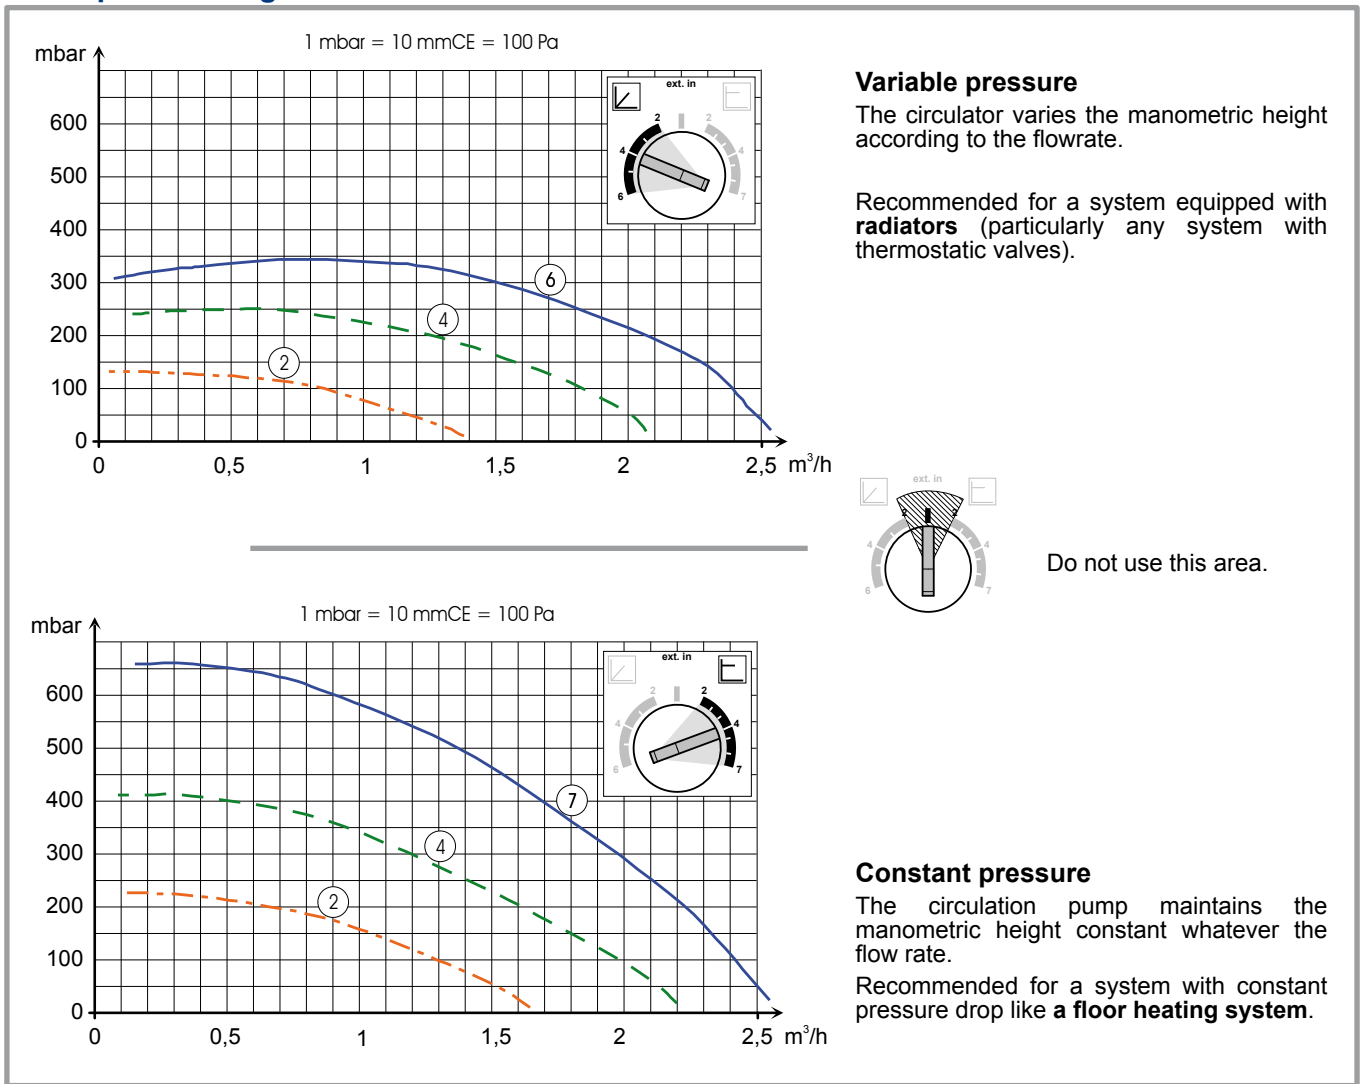 1 mbar = 10 mmCE = 100 Pa
mbar
600
500
400
300
200
100
0
0 0,5 1 1,5 2 2,5 m³/h
6
4
2
ext. in
2 2
4 4
6 7
Variable pressure
The circulator varies the manometric height
according to the flowrate.
Recommended for a system equipped with
radiators (particularly any system with
thermostatic valves).
ext. in
2 2
4 4
6 7
Do not use this area.
1 mbar = 10 mmCE = 100 Pa
mbar
600
500
400
300
200
100
0
0 0,5 1 1,5 2 2,5 m³/h
7
4
2
ext. in
2 2
4 4
6 7
Constant pressure
The circulation pump maintains the
manometric height constant whatever the
flow rate.
Recommended for a system with constant
pressure drop like a floor heating system.